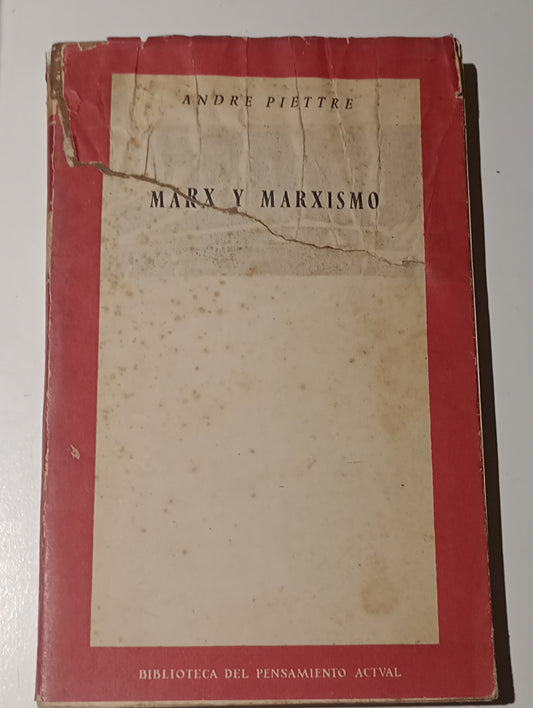 ANDRE PIETTRE
MARX Y MARXISMO
BIBLIOTECA DEL PENSAMIENTO ACTVAL